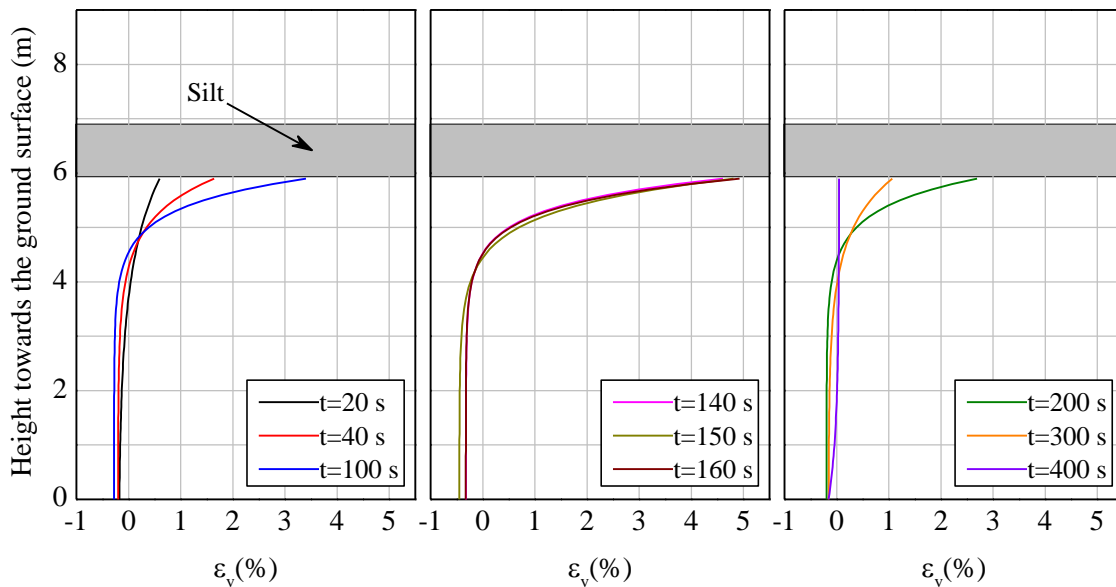 Height towards the ground surface (m)
8
6
4
2
0
Silt
t=20 s
t=40 s
t=100 s
-1 0 1 2 3 4 5
εv(%)
t=140 s
t=150 s
t=160 s
-1 0 1 2 3 4 5
εv(%)
t=200 s
t=300 s
t=400 s
-1 0 1 2 3 4 5
εv(%)